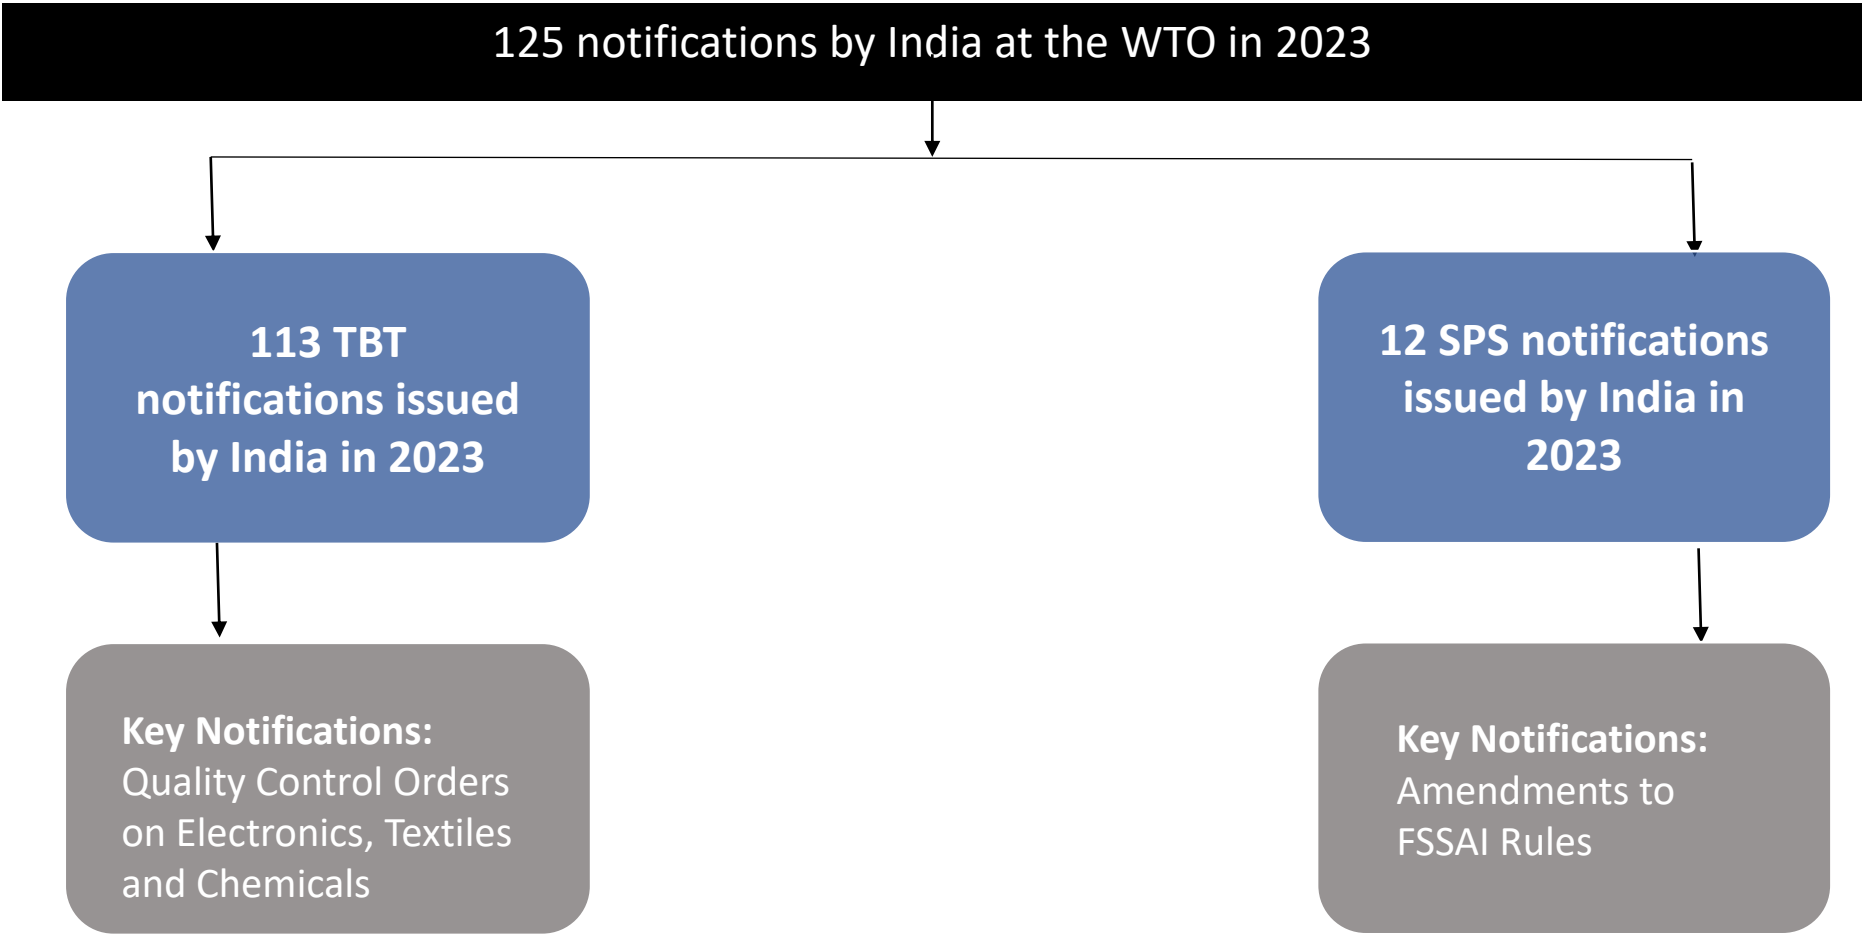 125 notifications by India at the WTO in 2023
113 TBT
notifications issued
by India in 2023
12 SPS notifications
issued by India in
2023
Key Notifications:
Quality Control Orders
on Electronics, Textiles
and Chemicals
Key Notifications:
Amendments to
FSSAI Rules